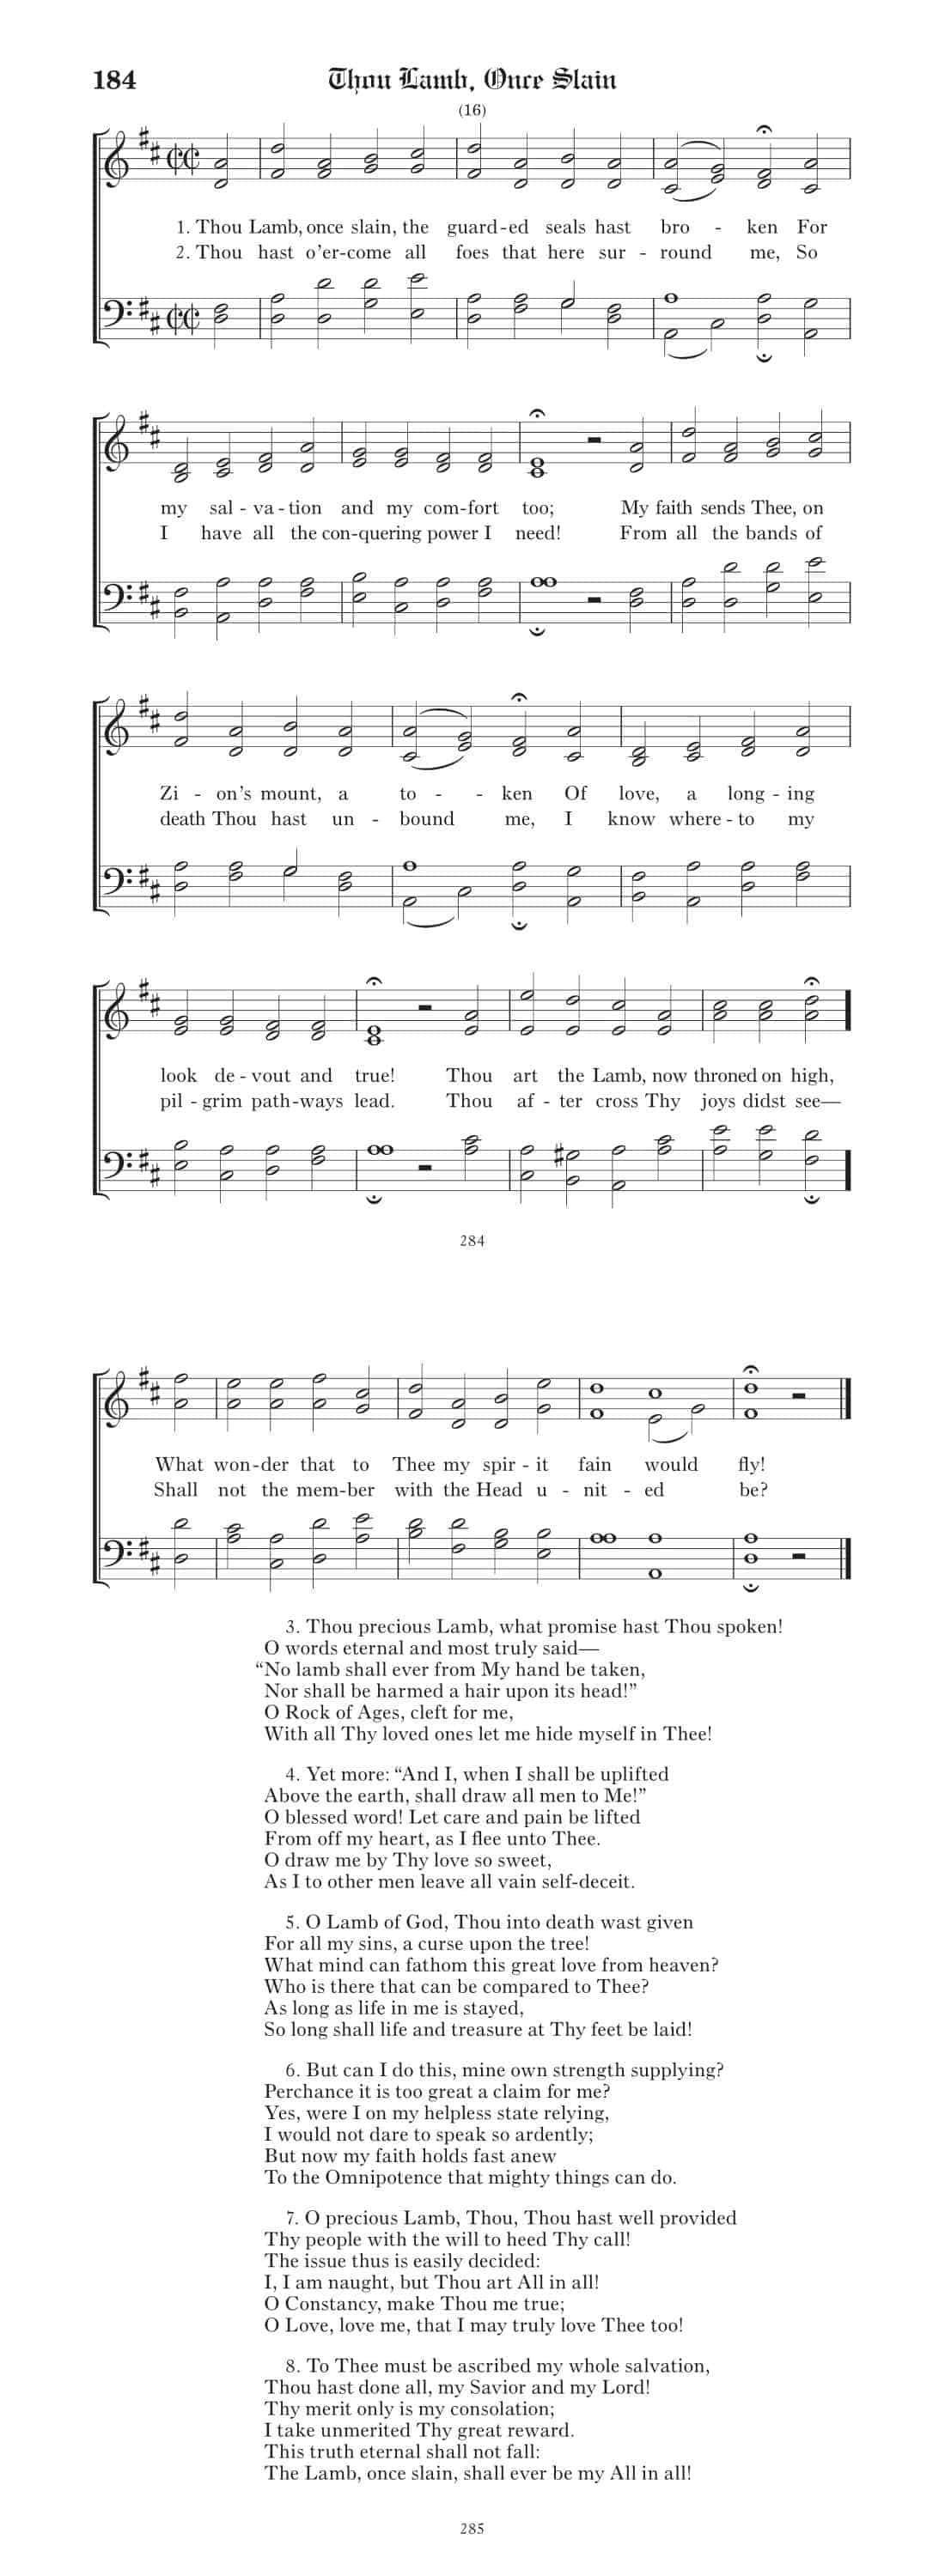 184 Thou Lamb, Once Slain
(16)
1. Thou Lamb, once slain, the guard-ed seals hast bro - ken For
2. Thou hast o’er-come all foes that here sur - round me, So
my sal - va - tion and my com-fort too; My faith sends Thee, on
I have all the con-quering power I need! From all the bands of
Zi - on’s mount, a to - - ken Of love, a long - ing
death Thou hast un - bound me, I know where - to my
look de - vout and true! Thou art the Lamb, now throned on high,
pil - grim path-ways lead. Thou af - ter cross Thy joys didst see—
284
What won-der that to Thee my spir - it fain would fly!
Shall not the mem-ber with the Head u - nit - ed be?
3. Thou precious Lamb, what promise hast Thou spoken!
O words eternal and most truly said—
“No lamb shall ever from My hand be taken,
Nor shall be harmed a hair upon its head!”
O Rock of Ages, cleft for me,
With all Thy loved ones let me hide myself in Thee!
4. Yet more: “And I, when I shall be uplifted
Above the earth, shall draw all men to Me!”
O blessed word! Let care and pain be lifted
From off my heart, as I flee unto Thee.
O draw me by Thy love so sweet,
As I to other men leave all vain self-deceit.
5. O Lamb of God, Thou into death wast given
For all my sins, a curse upon the tree!
What mind can fathom this great love from heaven?
Who is there that can be compared to Thee?
As long as life in me is stayed,
So long shall life and treasure at Thy feet be laid!
6. But can I do this, mine own strength supplying?
Perchance it is too great a claim for me?
Yes, were I on my helpless state relying,
I would not dare to speak so ardently;
But now my faith holds fast anew
To the Omnipotence that mighty things can do.
7. O precious Lamb, Thou, Thou hast well provided
Thy people with the will to heed Thy call!
The issue thus is easily decided:
I, I am naught, but Thou art All in all!
O Constancy, make Thou me true;
O Love, love me, that I may truly love Thee too!
8. To Thee must be ascribed my whole salvation,
Thou hast done all, my Savior and my Lord!
Thy merit only is my consolation;
I take unmerited Thy great reward.
This truth eternal shall not fall:
The Lamb, once slain, shall ever be my All in all!
285